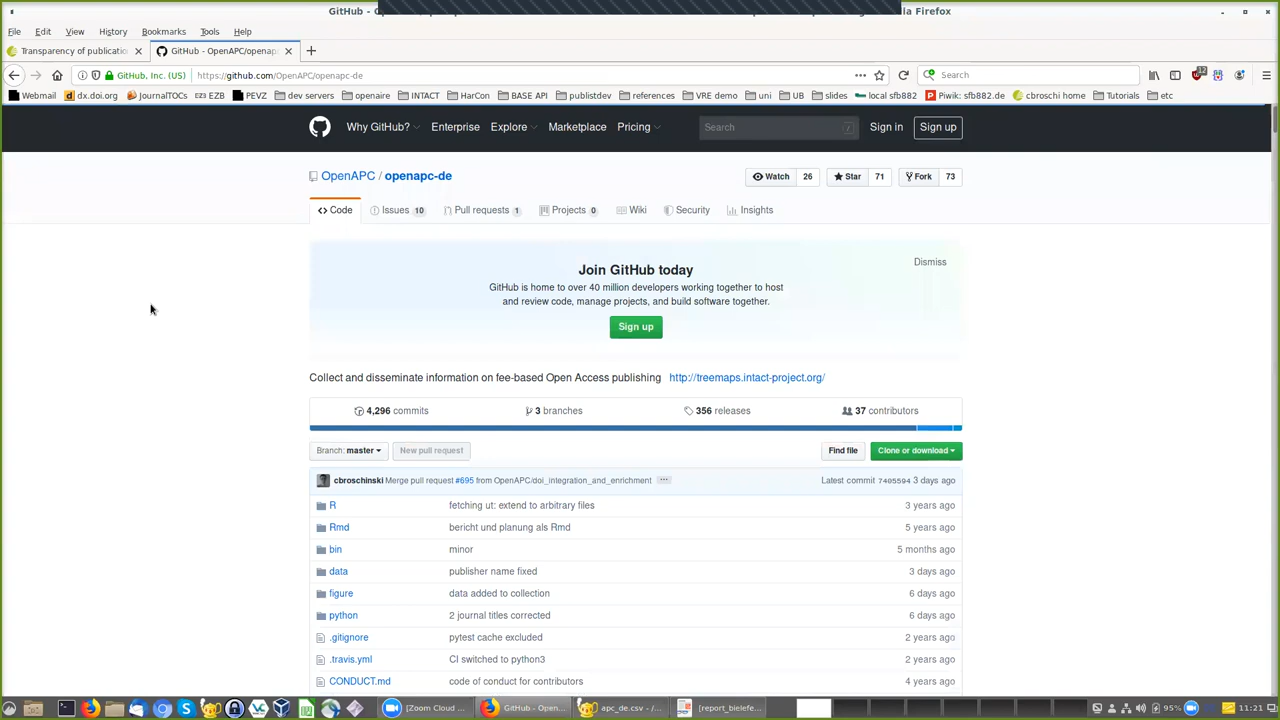 GitHub - O
la Firefox
File Edit View History Bookmarks Tools Help
Transparency of publicatio
GitHub - OpenAPC/openapc
GitHub, Inc. (US) https://github.com/OpenAPC/openapc-de
Search
12
Webmail dx.doi.org JournalTOCs EZB EZB PEVZ dev servers openaire INTACT HarCon BASE API publistdev references VRE demo uni UB slides local sfb882 Piwik: sfb882.de cbroschi home Tutorials etc
Why GitHub? Enterprise Explore Marketplace Pricing Search / Sign in Sign up
OpenAPC / openapc-de
Watch 26 Star 71 Fork 73
Code Issues 10 Pull requests 1 Projects 0 Wiki Security Insights
Dismiss
Join GitHub today
GitHub is home to over 40 million developers working together to host
and review code, manage projects, and build software together.
Sign up
Collect and disseminate information on fee-based Open Access publishing http://treemaps.intact-project.org/
4,296 commits 3 branches 356 releases 37 contributors
Branch: master New pull request Find file Clone or download
cbroschinski Merge pull request #695 from OpenAPC/doi_integration_and_enrichment ... Latest commit 7405594 3 days ago
R fetching ut: extend to arbitrary files 3 years ago
Rmd bericht und planung als Rmd 5 years ago
bin minor 5 months ago
data publisher name fixed 3 days ago
figure data added to collection 6 days ago
python 2 journal titles corrected 6 days ago
.gitignore pytest cache excluded 2 years ago
.travis.yml CI switched to python3 2 years ago
CONDUCT.md code of conduct for contributors 4 years ago
[Zoom Cloud ... GitHub - Open... apc_de.csv - /... [report_bielefe... 95% 11:21